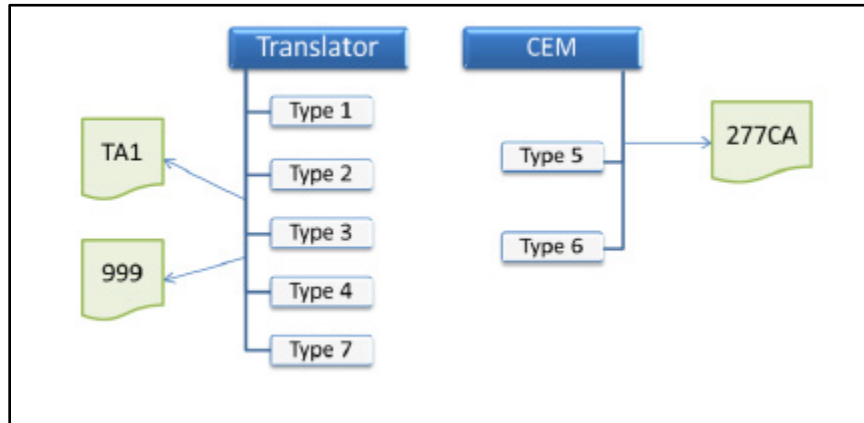 Translator
CEM
Type 1
TA1
277CA
Type 2
Type 5
Type 3
Type 6
999
Type 4
Type 7